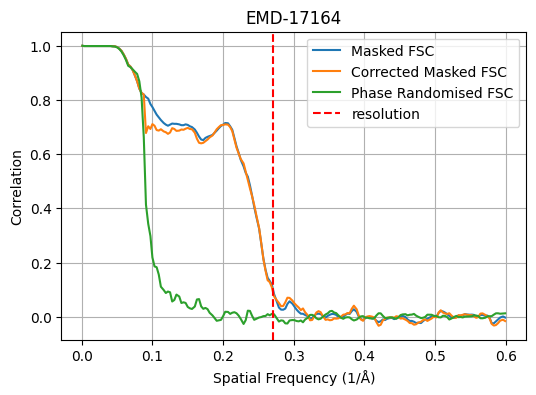 EMD-17164
Masked FSC
Corrected Masked FSC
Phase Randomised FSC
resolution
Correlation
1.0
0.8
0.6
0.4
0.2
0.0
0.0 0.1 0.2 0.3 0.4 0.5 0.6
Spatial Frequency (1/Å)